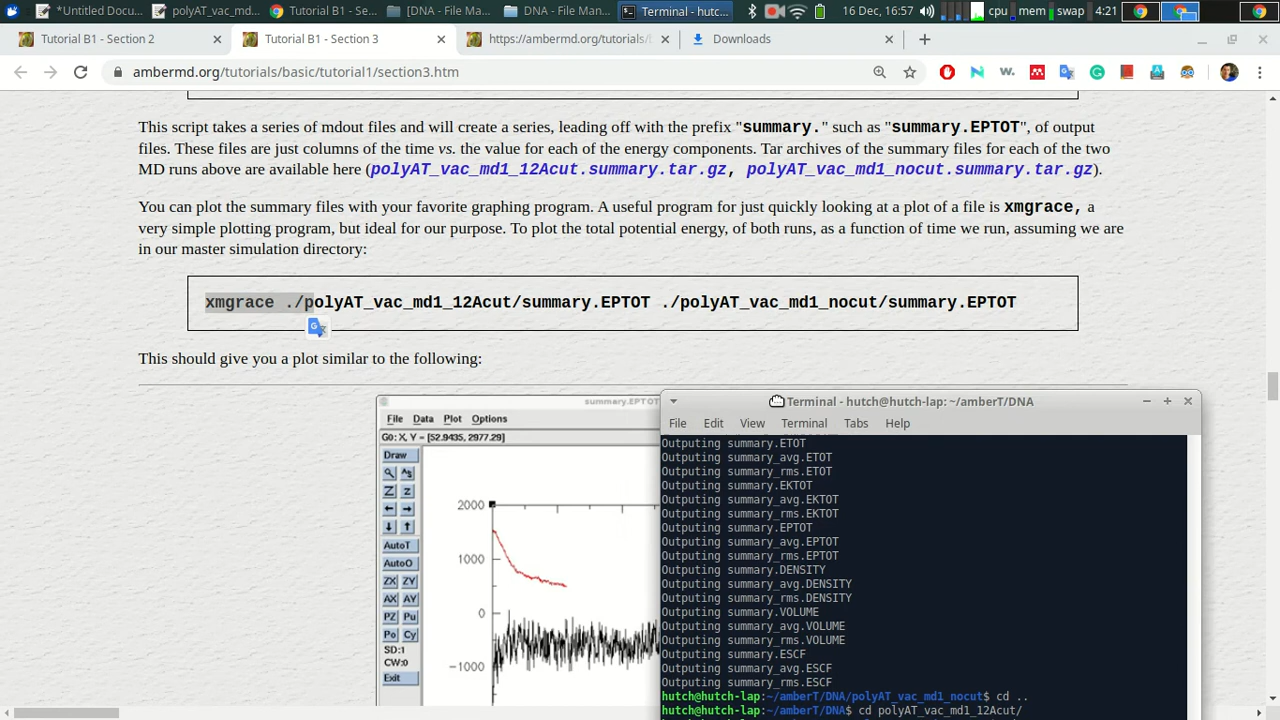 *Untitled Docu...
polyAT_vac_md...
Tutorial B1 - Se...
[DNA - File Ma...
DNA - File Man...
Terminal - hutc...
16 Dec, 16:57
cpu
mem
swap
4:21
Tutorial B1 - Section 2
Tutorial B1 - Section 3
https://ambermd.org/tutorials/
Downloads
ambermd.org/tutorials/basic/tutorial1/section3.htm
This script takes a series of mdout files and will create a series, leading off with the prefix "summary." such as "summary.EPTOT", of output
files. These files are just columns of the time vs. the value for each of the energy components. Tar archives of the summary files for each of the two
MD runs above are available here (polyAT_vac_md1_12Acut.summary.tar.gz, polyAT_vac_md1_nocut.summary.tar.gz).
You can plot the summary files with your favorite graphing program. A useful program for just quickly looking at a plot of a file is xmgrace, a
very simple plotting program, but ideal for our purpose. To plot the total potential energy, of both runs, as a function of time we run, assuming we are
in our master simulation directory:
xmgrace ./polyAT_vac_md1_12Acut/summary.EPTOT ./polyAT_vac_md1_nocut/summary.EPTOT
This should give you a plot similar to the following:
summary.EPTOT
File Edit Plot Options
G0: X, Y = [52.9435, 2977.29]
Draw
Z z
AutoT
AutoO
ZX ZY
AX AY
PZ Pu
Po Cy
SD:1
CW:0
Exit
2000
1000
0
-1000
Terminal - hutch@hutch-lap: ~/amberT/DNA
File Edit View Terminal Tabs Help
Outputing summary.ETOT
Outputing summary_avg.ETOT
Outputing summary_rms.ETOT
Outputing summary.EKTOT
Outputing summary_avg.EKTOT
Outputing summary_rms.EKTOT
Outputing summary.EPTOT
Outputing summary_avg.EPTOT
Outputing summary_rms.EPTOT
Outputing summary.DENSITY
Outputing summary_avg.DENSITY
Outputing summary_rms.DENSITY
Outputing summary.VOLUME
Outputing summary_avg.VOLUME
Outputing summary_rms.VOLUME
Outputing summary.ESCF
Outputing summary_avg.ESCF
Outputing summary_rms.ESCF
hutch@hutch-lap:~/amberT/DNA/polyAT_vac_md1_nocut$ cd ..
hutch@hutch-lap:~/amberT/DNA$ cd polyAT_vac_md1_12Acut/